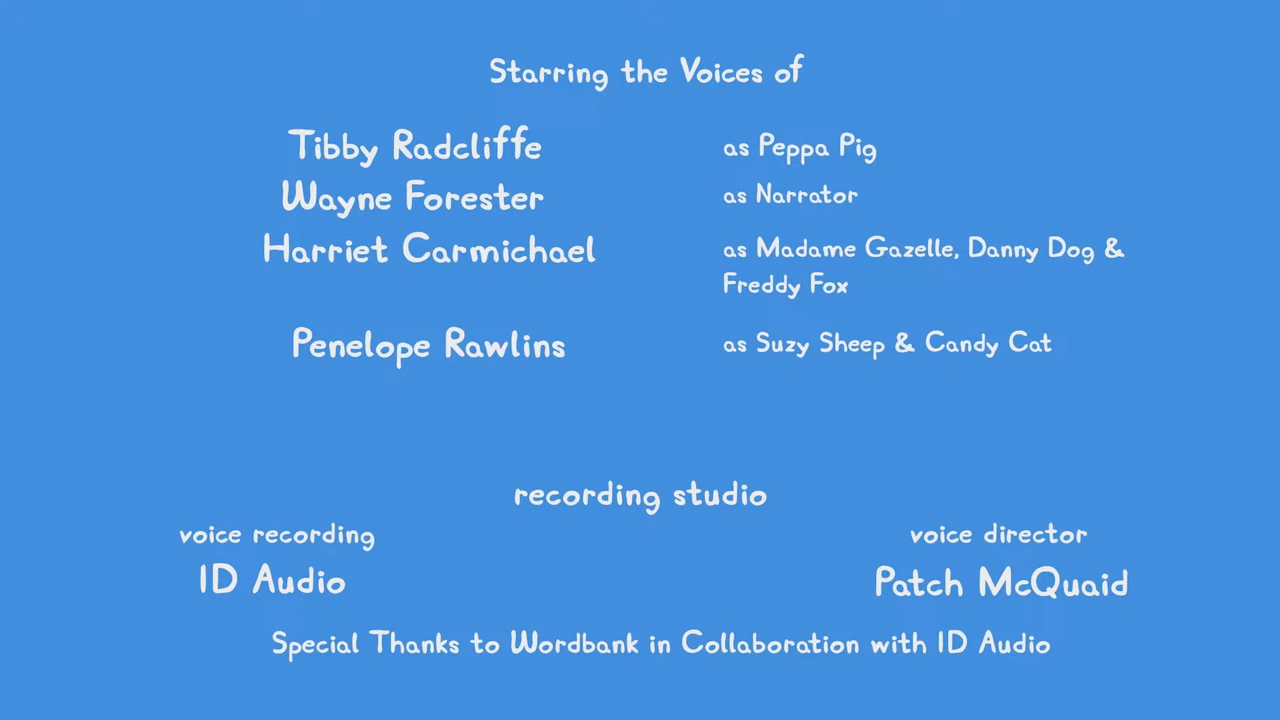 Starring the Voices of
Tibby Radcliffe as Peppa Pig
Wayne Forester as Narrator
Harriet Carmichael as Madame Gazelle, Danny Dog &
Freddy Fox
Penelope Rawlins as Suzy Sheep & Candy Cat
recording studio
voice recording
ID Audio
voice director
Patch McQuaid
Special Thanks to Wordbank in Collaboration with ID Audio